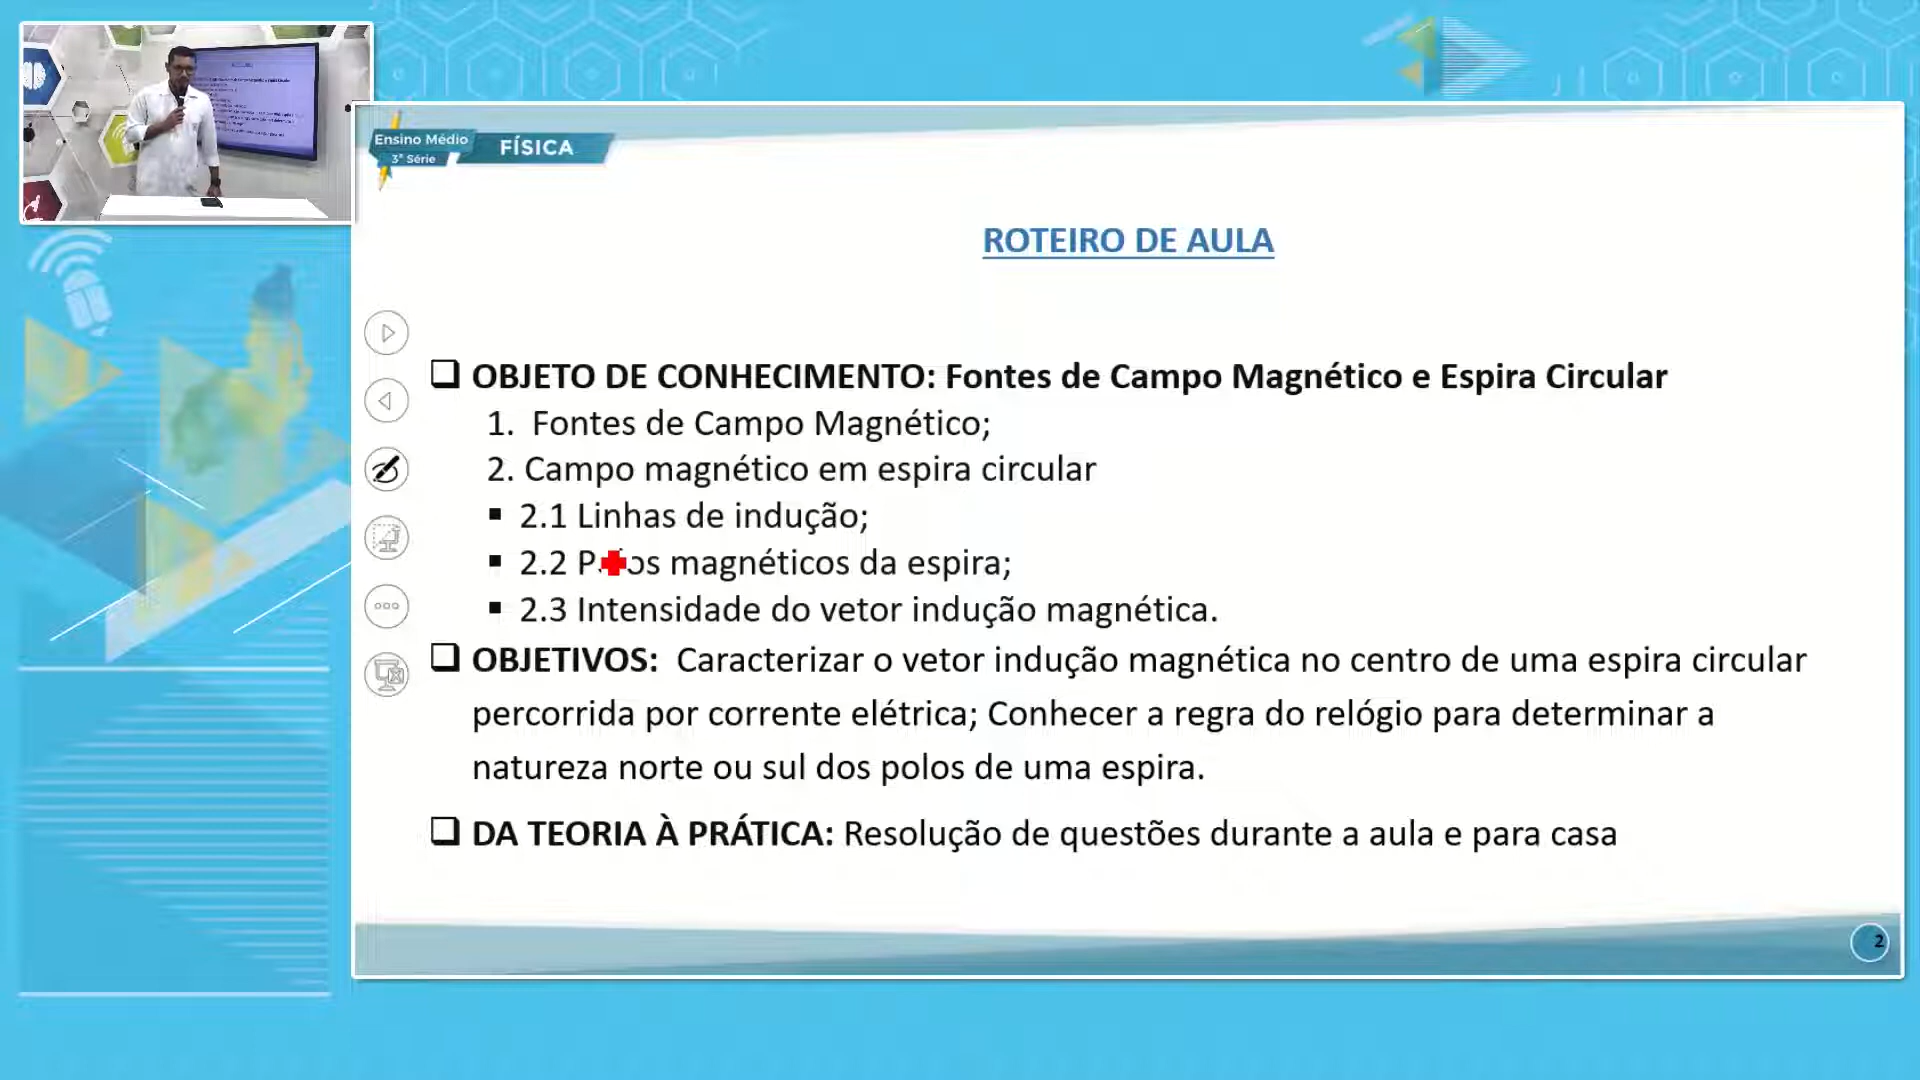 Ensino Médio
3ª Série
FÍSICA
ROTEIRO DE AULA
❑ OBJETO DE CONHECIMENTO: Fontes de Campo Magnético e Espira Circular
1. Fontes de Campo Magnético;
2. Campo magnético em espira circular
▪ 2.1 Linhas de indução;
▪ 2.2 Polos magnéticos da espira;
▪ 2.3 Intensidade do vetor indução magnética.
❑ OBJETIVOS: Caracterizar o vetor indução magnética no centro de uma espira circular
percorrida por corrente elétrica; Conhecer a regra do relógio para determinar a
natureza norte ou sul dos polos de uma espira.
❑ DA TEORIA À PRÁTICA: Resolução de questões durante a aula e para casa
2